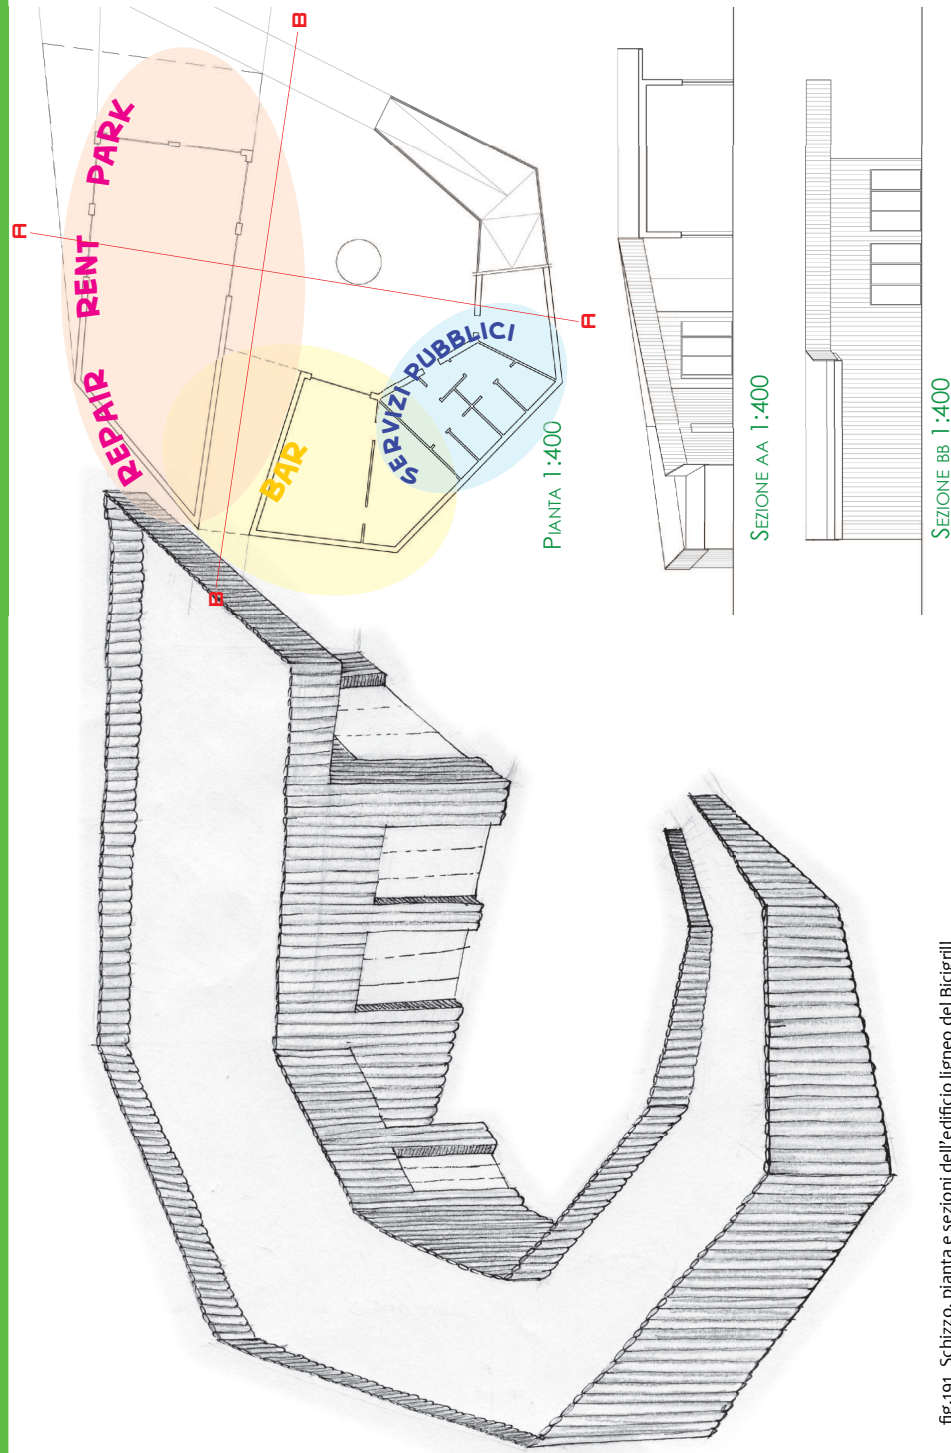 B
A
REPAIR RENT PARK
BAR
SERVIZI PUBBLICI
A
B
PIANTA 1:400
SEZIONE AA 1:400
SEZIONE BB 1:400
fig.191 Schizzo, pianta e sezioni dell'edificio ligneo del Bicigrill